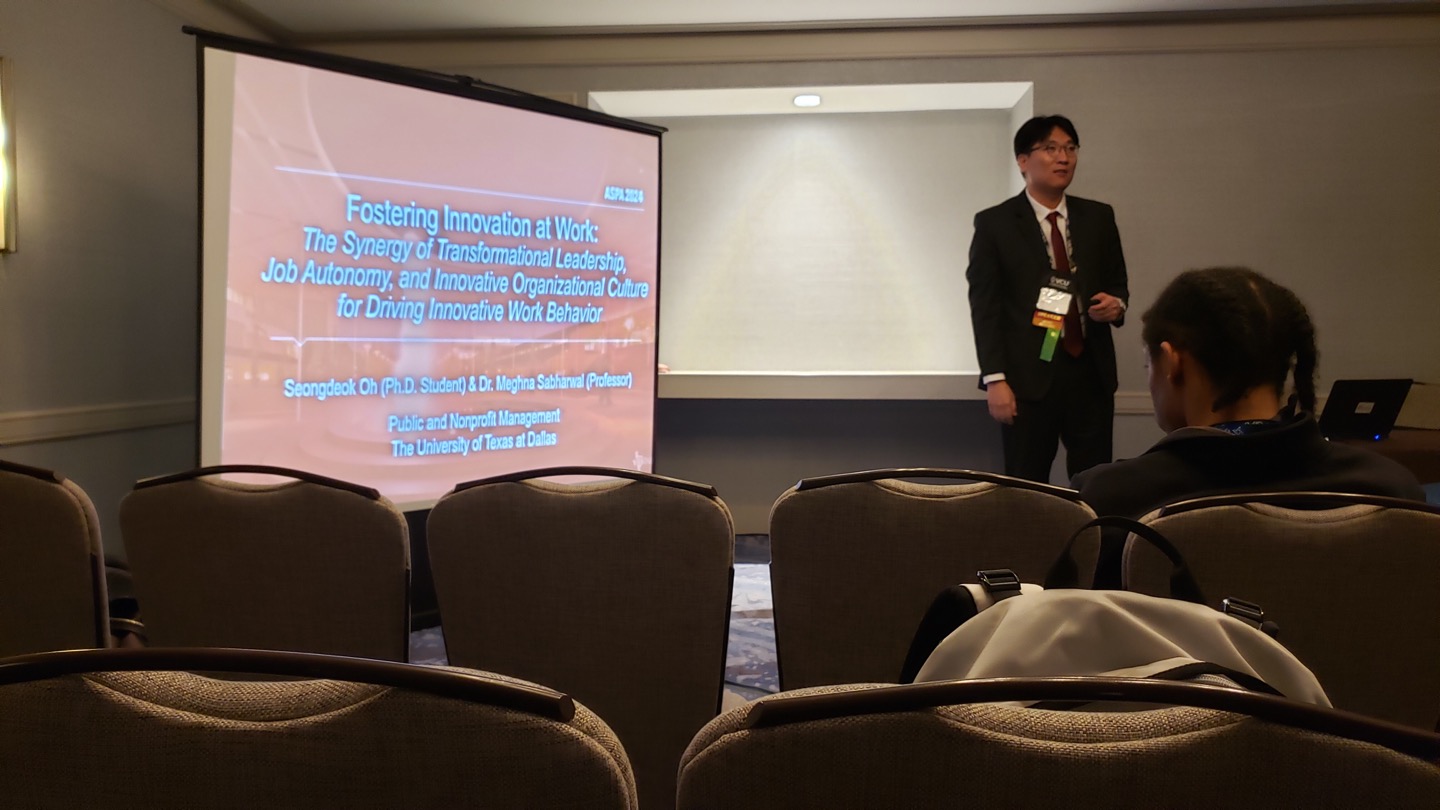 ASPA 2024
Fostering Innovation at Work:
The Synergy of Transformational Leadership,
Job Autonomy, and Innovative Organizational Culture
for Driving Innovative Work Behavior
Seongdeok Oh (Ph.D. Student) & Dr. Meghna Sabharwal (Professor)
Public and Nonprofit Management
The University of Texas at Dallas
VCU